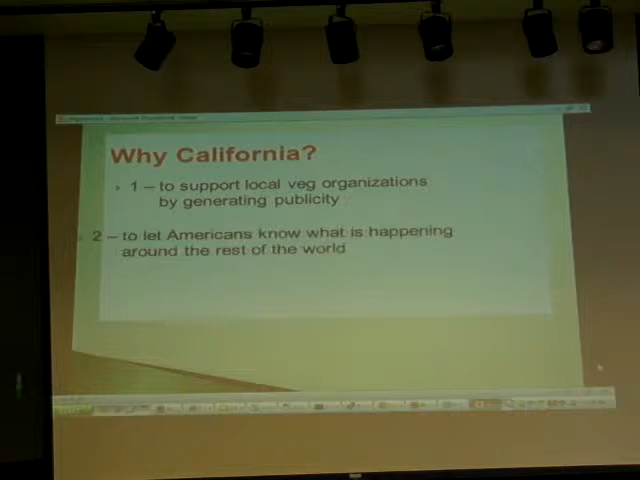 Why California?
1 – to support local veg organizations
by generating publicity
2 – to let Americans know what is happening
around the rest of the world